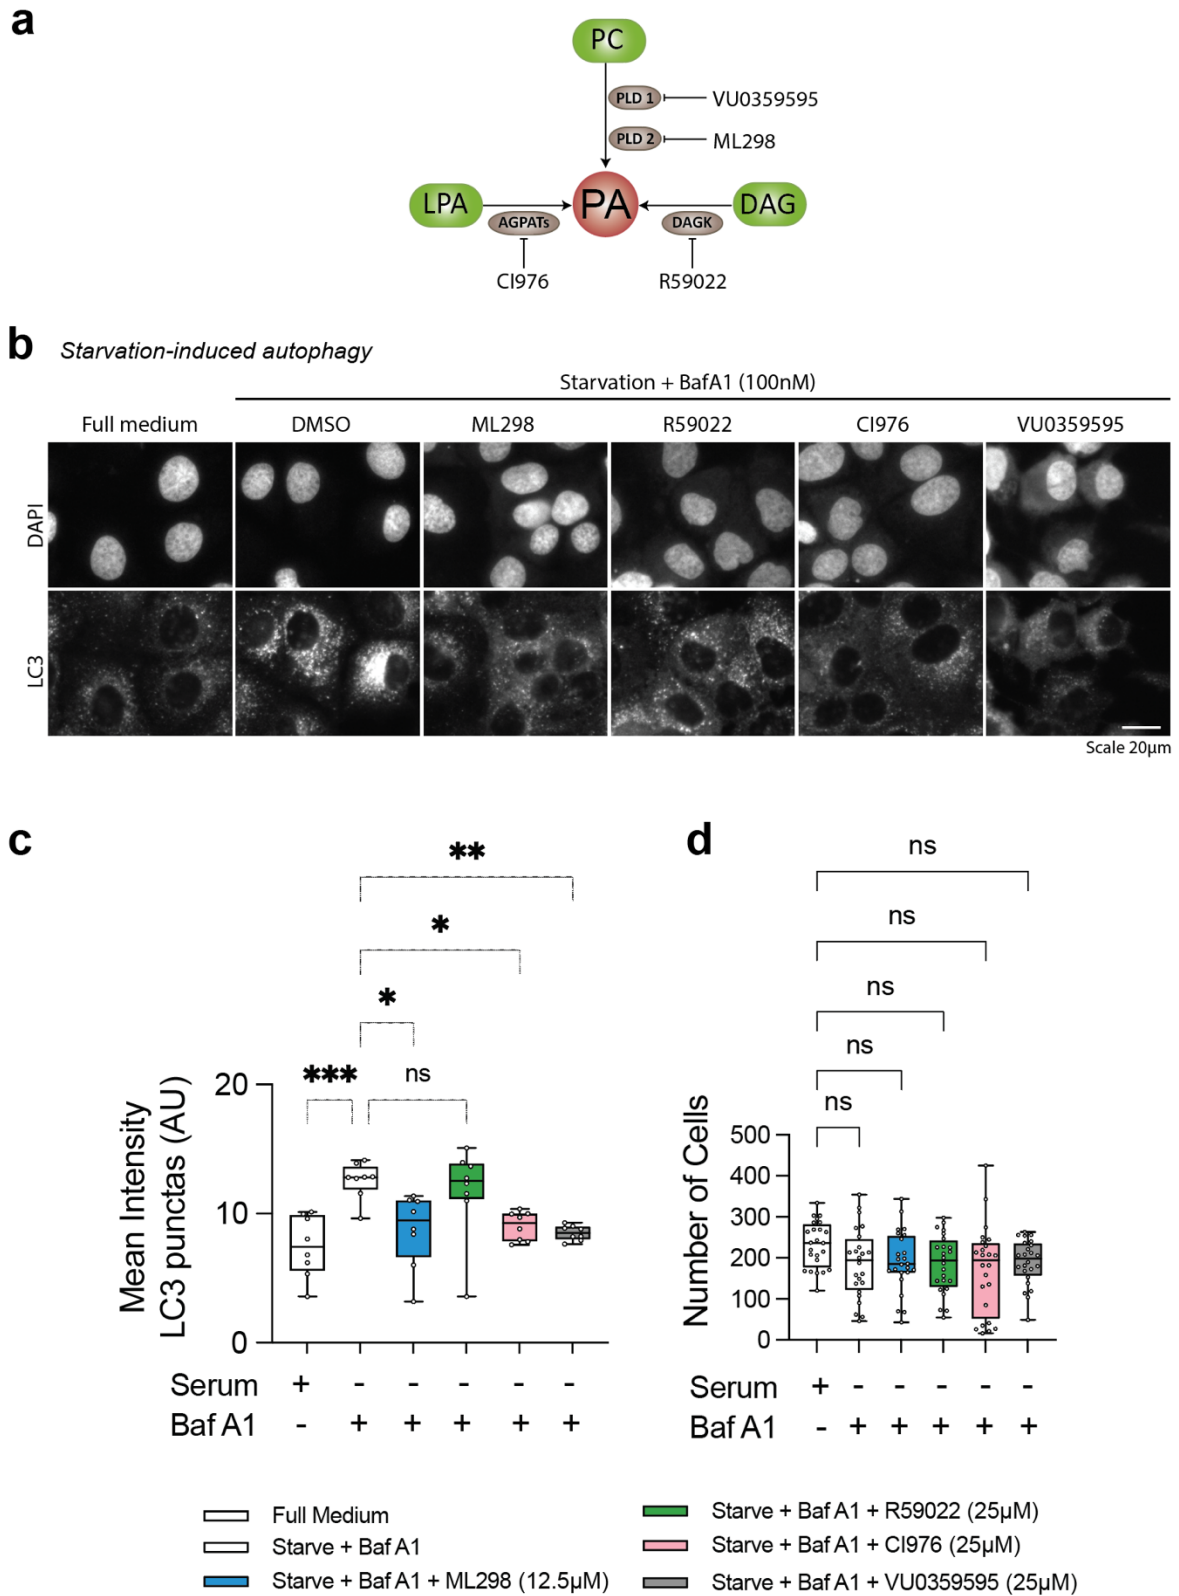 a
PC
PLD 1
VU0359595
PLD 2
ML298
LPA
PA
DAG
AGPATs
DAGK
CI976
R59022
b
Starvation-induced autophagy
Starvation + BafA1 (100nM)
Full medium
DMSO
ML298
R59022
CI976
VU0359595
DAPI
LC3
Scale 20µm
c
**
*
*
***
ns
Mean Intensity
LC3 punctas (AU)
20
10
0
Serum + - - - - -
Baf A1 - + + + + +
d
ns
ns
ns
ns
ns
Number of Cells
500
400
300
200
100
0
Serum + - - - - -
Baf A1 - + + + + +
Full Medium
Starve + Baf A1
Starve + Baf A1 + ML298 (12.5µM)
Starve + Baf A1 + R59022 (25µM)
Starve + Baf A1 + CI976 (25µM)
Starve + Baf A1 + VU0359595 (25µM)